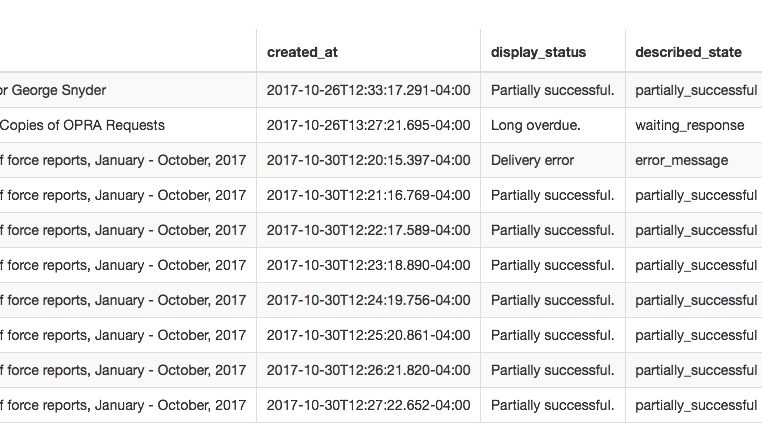 created_at display_status described_state
or George Snyder 2017-10-26T12:33:17.291-04:00 Partially successful. partially_successful
Copies of OPRA Requests 2017-10-26T13:27:21.695-04:00 Long overdue. waiting_response
f force reports, January - October, 2017 2017-10-30T12:20:15.397-04:00 Delivery error error_message
f force reports, January - October, 2017 2017-10-30T12:21:16.769-04:00 Partially successful. partially_successful
f force reports, January - October, 2017 2017-10-30T12:22:17.589-04:00 Partially successful. partially_successful
f force reports, January - October, 2017 2017-10-30T12:23:18.890-04:00 Partially successful. partially_successful
f force reports, January - October, 2017 2017-10-30T12:24:19.756-04:00 Partially successful. partially_successful
f force reports, January - October, 2017 2017-10-30T12:25:20.861-04:00 Partially successful. partially_successful
f force reports, January - October, 2017 2017-10-30T12:26:21.820-04:00 Partially successful. partially_successful
f force reports, January - October, 2017 2017-10-30T12:27:22.652-04:00 Partially successful. partially_successful